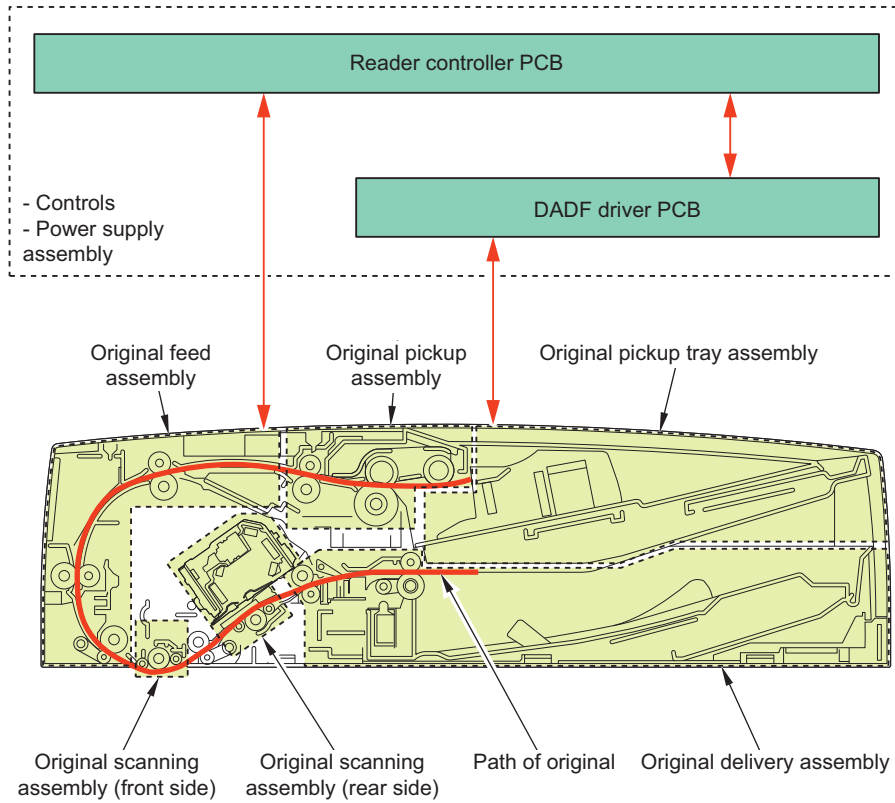 Reader controller PCB
DADF driver PCB
- Controls
- Power supply
assembly
Original feed
assembly
Original pickup
assembly
Original pickup tray assembly
Original scanning
assembly (front side)
Original scanning
assembly (rear side)
Path of original
Original delivery assembly